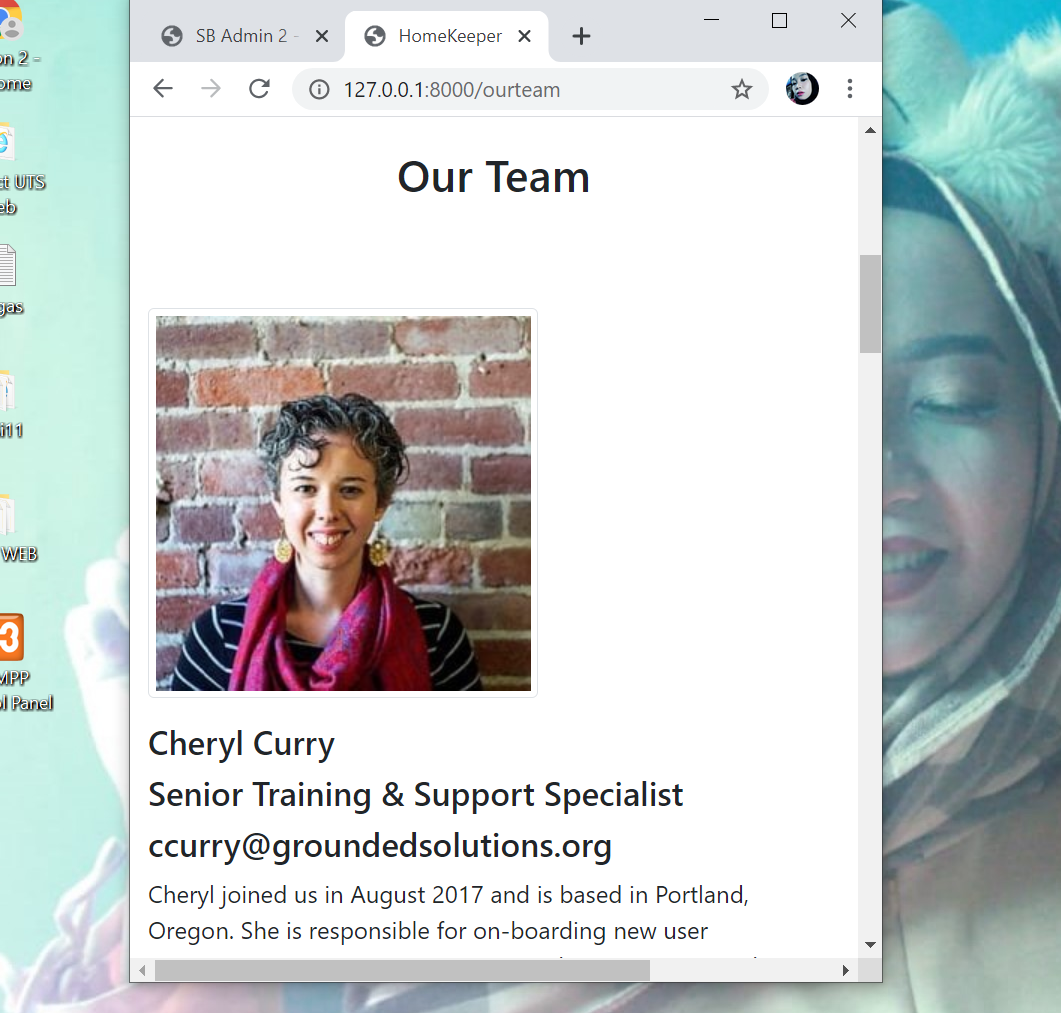 SB Admin 2 -
HomeKeeper
127.0.0.1:8000/ourteam
on 2 -
ome
ct UTS
eb
gas
i11
WEB
MPP
ol Panel
Our Team
Cheryl Curry
Senior Training & Support Specialist
ccurry@groundedsolutions.org
Cheryl joined us in August 2017 and is based in Portland,
Oregon. She is responsible for on-boarding new user